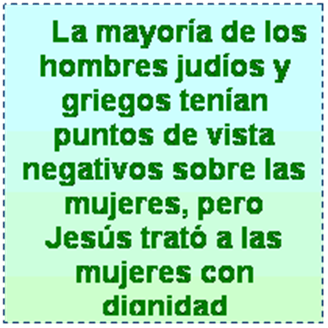 La mayoría de los
hombres judíos y
griegos tenían
puntos de vista
negativos sobre las
mujeres, pero
Jesús trató a las
mujeres con
dignidad